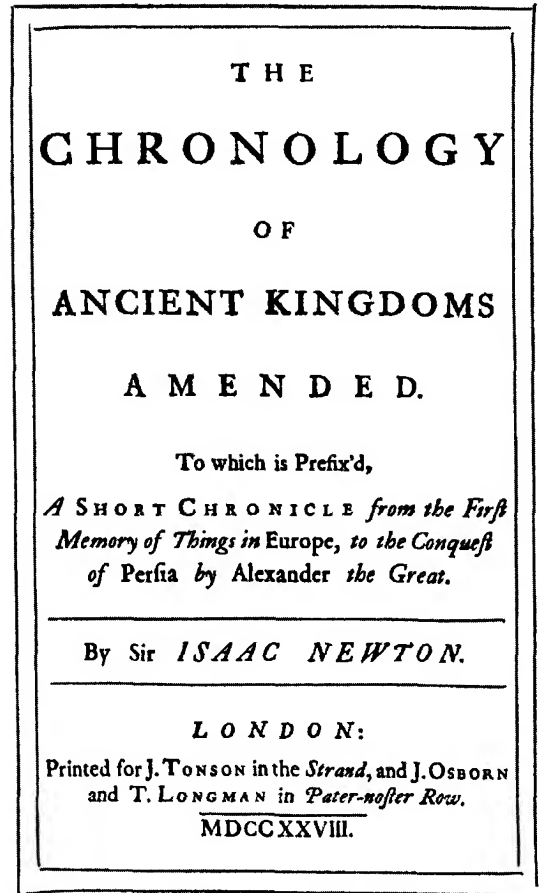 THE
CHRONOLOGY
OF
ANCIENT KINGDOMS
AMENDED.
To which is Prefix'd,
A SHORT CHRONICLE from the Firſt
Memory of Things in Europe, to the Conqueſt
of Perſia by Alexander the Great.
By Sir ISAAC NEWTON.
LONDON:
Printed for J. TONSON in the Strand, and J. OSBORN
and T. LONGMAN in Pater-noſter Row.
MDCCXXVIII.